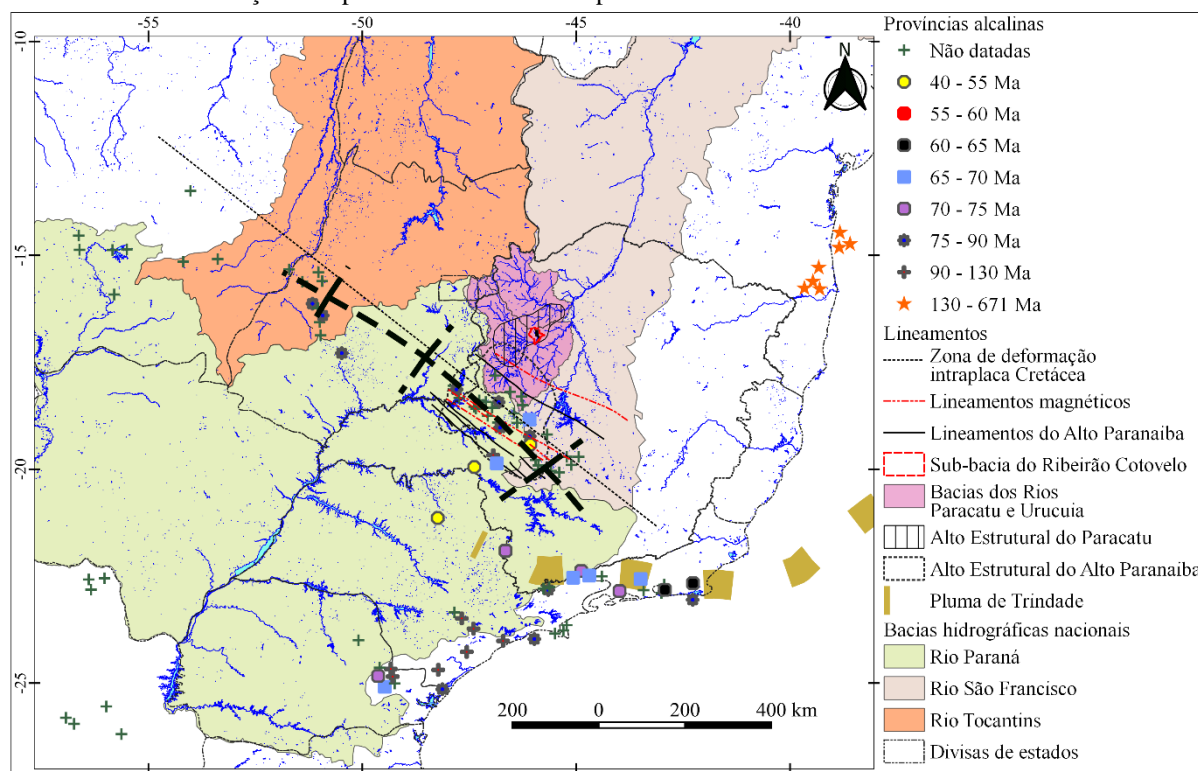 -55
-50
-45
-40
-10
-15
-20
-25
N
200 0 200 400 km
Províncias alcalinas
Não datadas
40 - 55 Ma
55 - 60 Ma
60 - 65 Ma
65 - 70 Ma
70 - 75 Ma
75 - 90 Ma
90 - 130 Ma
130 - 671 Ma
Lineamentos
Zona de deformação
intraplaca Cretácea
Lineamentos magnéticos
Lineamentos do Alto Paranaiba
Sub-bacia do Ribeirão Cotovelo
Bacias dos Rios
Paracatu e Urucuia
Alto Estrutural do Paracatu
Alto Estrutural do Alto Paranaiba
Pluma de Trindade
Bacias hidrográficas nacionais
Rio Paraná
Rio São Francisco
Rio Tocantins
Divisas de estados